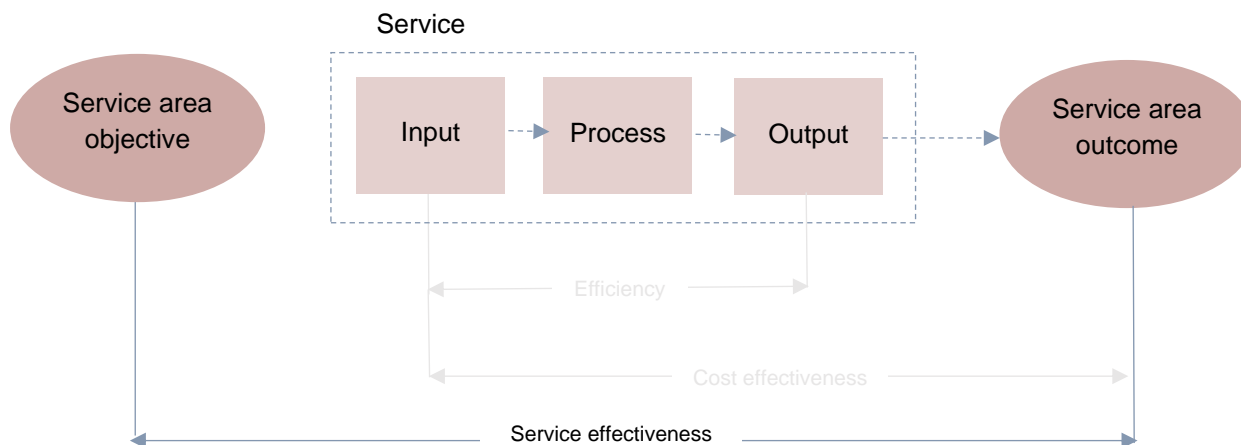 Service
Service area
objective
Input
Process
Output
Service area
outcome
Efficiency
Cost effectiveness
Service effectiveness